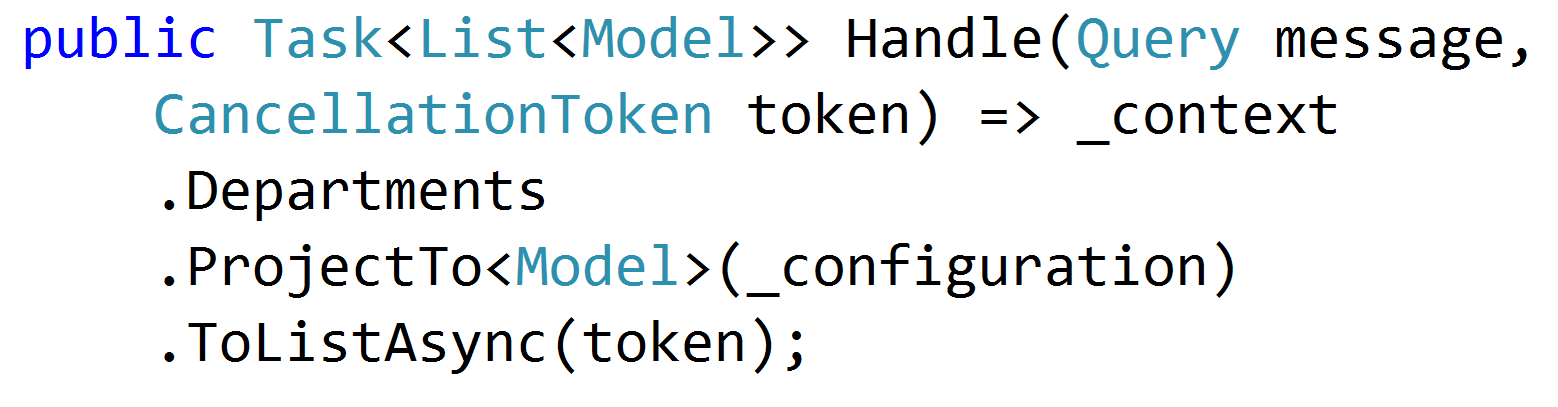 public Task<List<Model>> Handle(Query message,
    CancellationToken token) => _context
    .Departments
    .ProjectTo<Model>(_configuration)
    .ToListAsync(token);